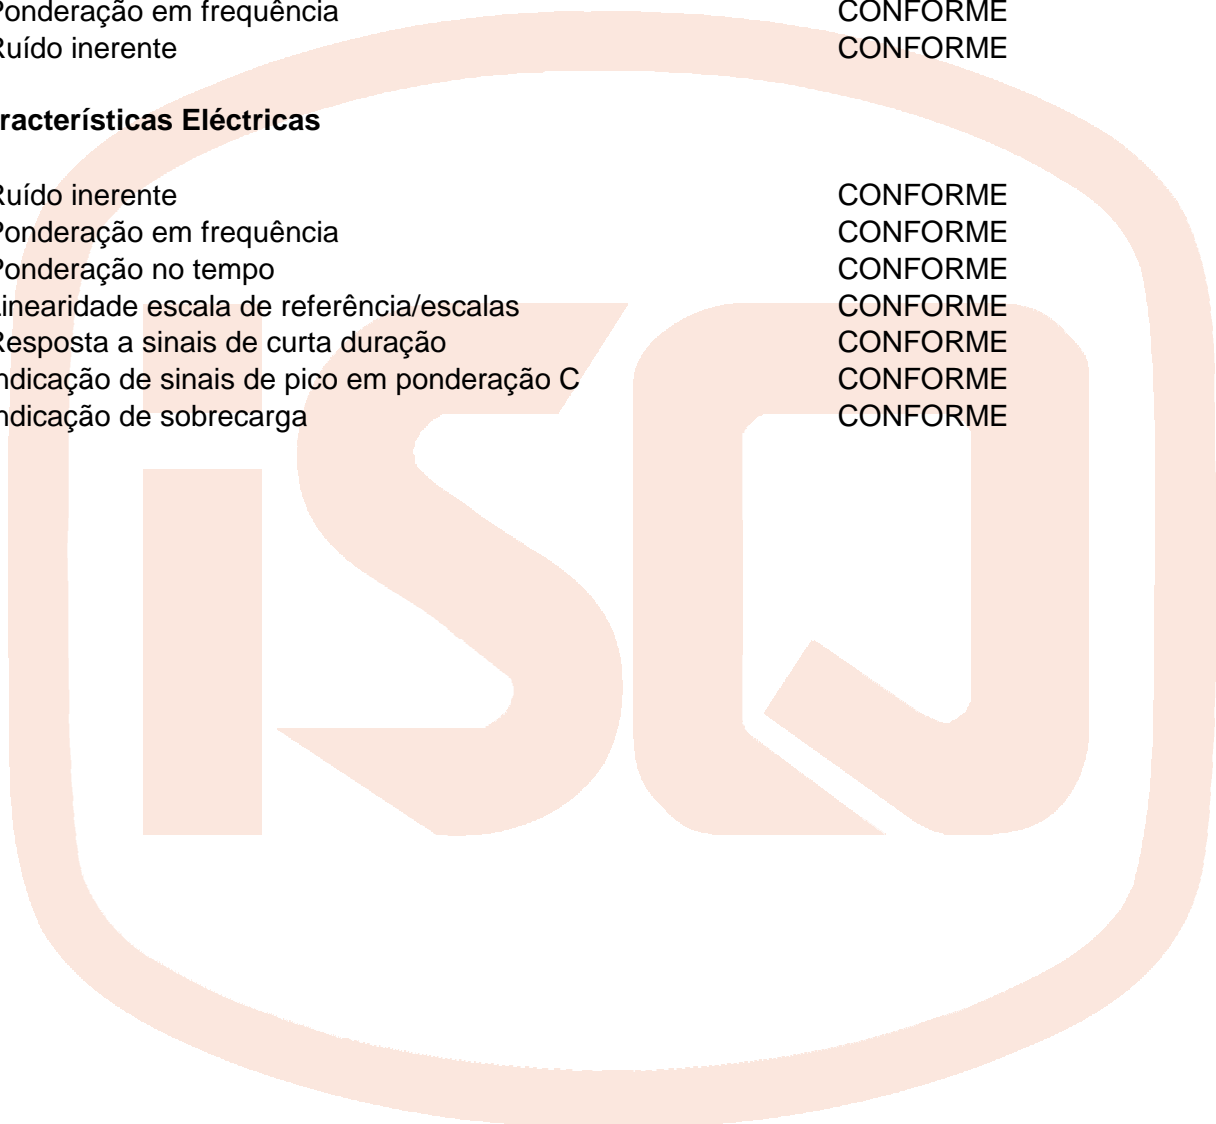 Ponderação em frequência CONFORME
Ruído inerente CONFORME
racterísticas Eléctricas
Ruído inerente CONFORME
Ponderação em frequência CONFORME
Ponderação no tempo CONFORME
Linearidade escala de referência/escalas CONFORME
Resposta a sinais de curta duração CONFORME
ndicação de sinais de pico em ponderação C CONFORME
ndicação de sobrecarga CONFORME
iSQ